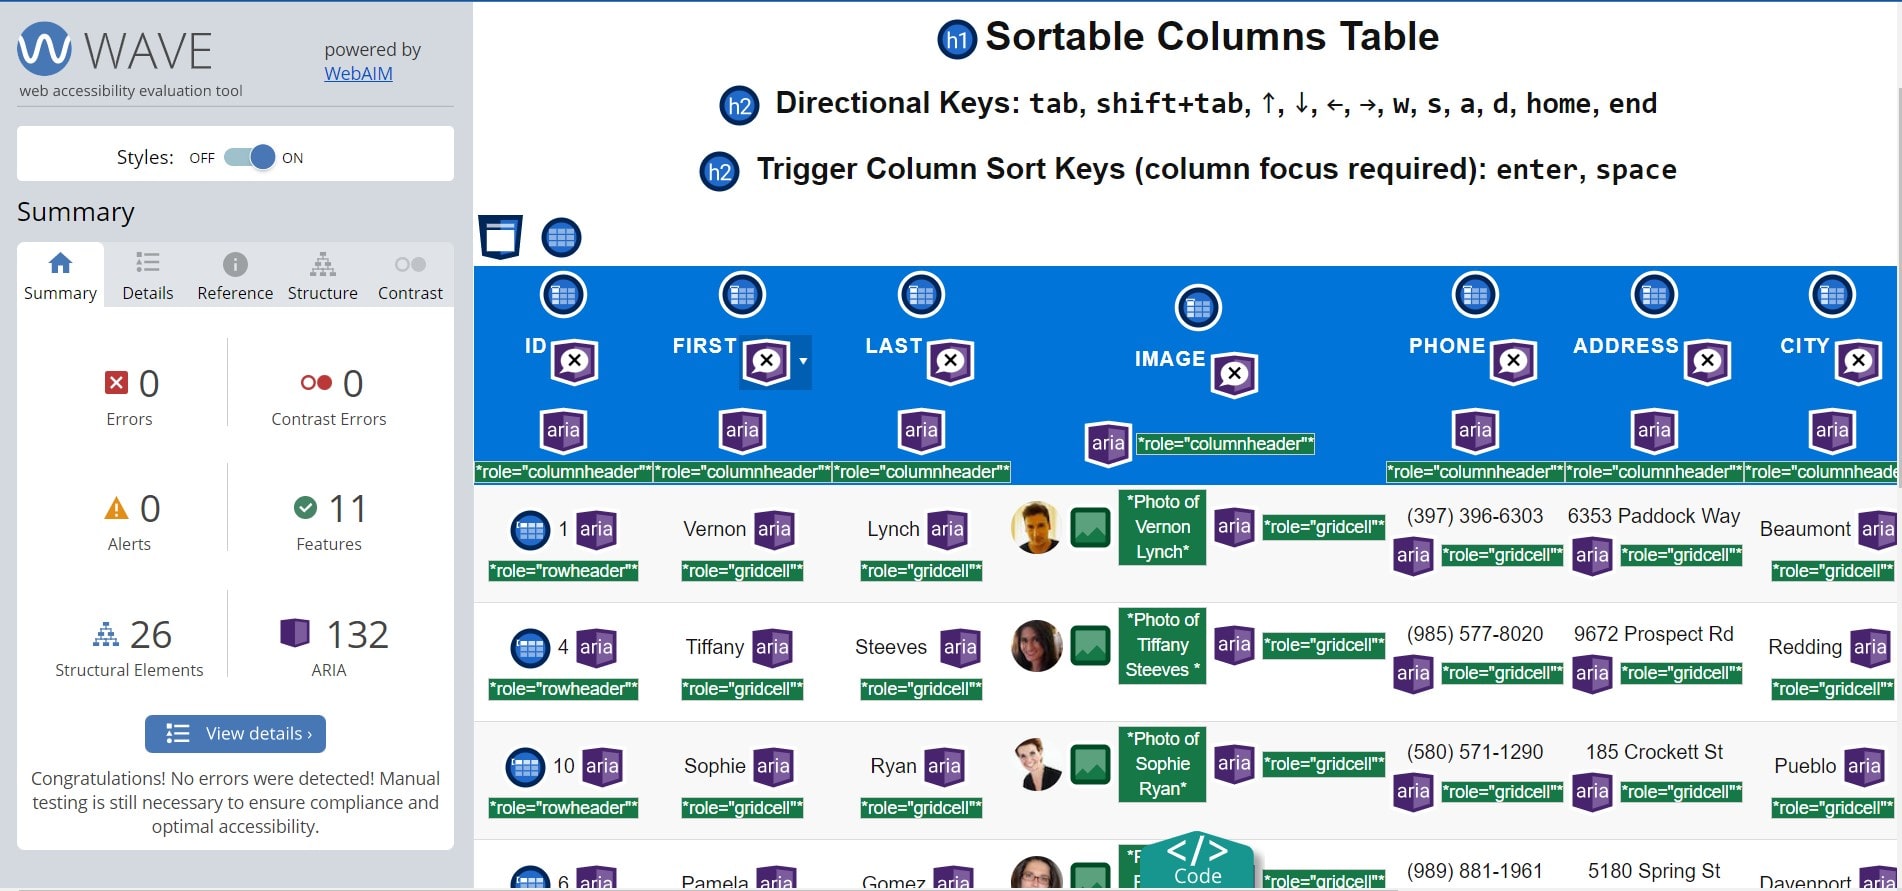 WAVE
powered by
WebAIM
web accessibility evaluation tool
Styles: OFF ON
Summary
Summary Details Reference Structure Contrast
0 0
Errors Contrast Errors
0 11
Alerts Features
26 132
Structural Elements ARIA
View details ›
Congratulations! No errors were detected! Manual
testing is still necessary to ensure compliance and
optimal accessibility.
h1 Sortable Columns Table
h2 Directional Keys: tab, shift+tab, ↑, ↓, ←, →, w, s, a, d, home, end
h2 Trigger Column Sort Keys (column focus required): enter, space
ID FIRST LAST IMAGE PHONE ADDRESS CITY
aria aria aria aria *role="columnheader"* aria aria aria
*role="columnheader"* *role="columnheader"* *role="columnheader"* *role="columnheader"* *role="columnheader"* *role="columnheade
1 aria Vernon aria Lynch aria *Photo of Vernon Lynch* aria *role="gridcell"* (397) 396-6303 6353 Paddock Way Beaumont aria
aria *role="gridcell"* aria *role="gridcell"*
*role="rowheader"* *role="gridcell"* *role="gridcell"* *role="gridcell"*
4 aria Tiffany aria Steeves aria *Photo of Tiffany Steeves * aria *role="gridcell"* (985) 577-8020 9672 Prospect Rd Redding aria
aria *role="gridcell"* aria *role="gridcell"*
*role="rowheader"* *role="gridcell"* *role="gridcell"* *role="gridcell"*
10 aria Sophie aria Ryan aria *Photo of Sophie Ryan* aria *role="gridcell"* (580) 571-1290 185 Crockett St Pueblo aria
aria *role="gridcell"* aria *role="gridcell"*
*role="rowheader"* *role="gridcell"* *role="gridcell"* *role="gridcell"*
6 aria Pamela aria Gomez aria aria *role="gridcell"* (989) 881-1961 5180 Spring St Davenport aria
</> Code